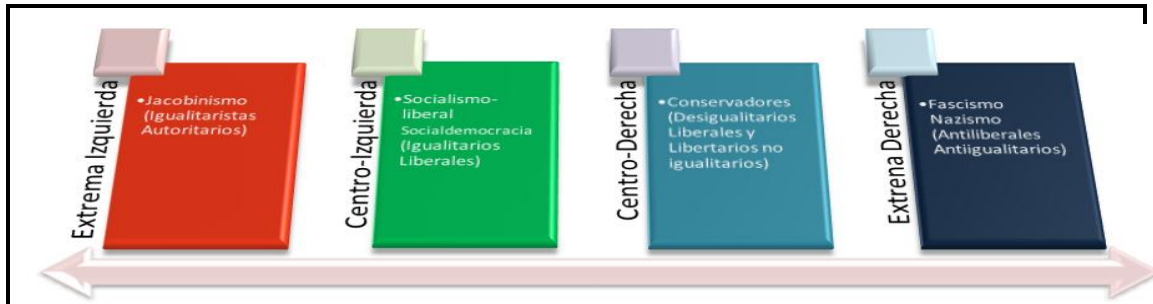 Extrema Izquierda
•Jacobinismo
(Igualitaristas
Autoritarios)
Centro-Izquierda
•Socialismo-
liberal
Socialdemocracia
(Igualitarios
Liberales)
Centro-Derecha
•Conservadores
(Desigualitarios
Liberales y
Libertarios no
igualitarios)
Extrena Derecha
•Fascismo
Nazismo
(Antiliberales
Antiigualitarios)